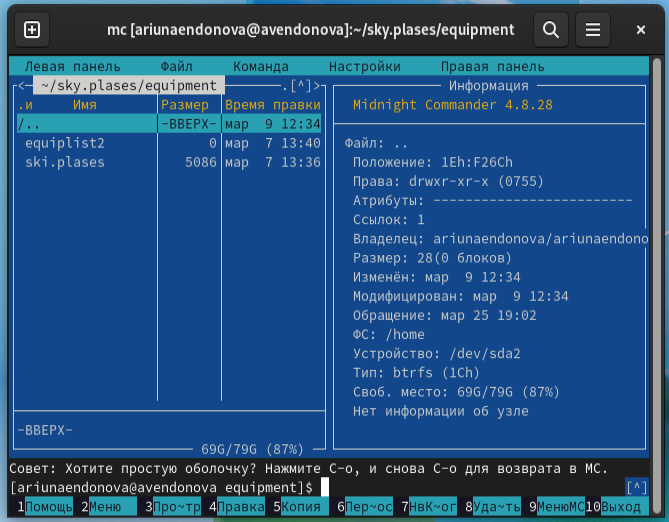 mc [ariunaendonova@avendonova]:~/sky.plases/equipment
Левая панель Файл Команда Настройки Правая панель
<— ~/sky.plases/equipment .[^]>
.и Имя Размер Время правки
/.. -ВВЕРХ- мар 9 12:34
equiplist2 0 мар 7 13:40
ski.plases 5086 мар 7 13:36
-ВВЕРХ-
69G/79G (87%)
Информация
Midnight Commander 4.8.28
Файл: ..
Положение: 1Eh:F26Ch
Права: drwxr-xr-x (0755)
Атрибуты: -------------------------
Ссылок: 1
Владелец: ariunaendonova/ariunaendono
Размер: 28(0 блоков)
Изменён: мар 9 12:34
Модифицирован: мар 9 12:34
Обращение: мар 25 19:02
ФС: /home
Устройство: /dev/sda2
Тип: btrfs (1Ch)
Своб. место: 69G/79G (87%)
Нет информации об узле
Совет: Хотите простую оболочку? Нажмите C-o, и снова C-o для возврата в MC.
[ariunaendonova@avendonova equipment]$ [^]
1Помощь 2Меню 3Про~тр 4Правка 5Копия 6Пер~ос 7НвК~ог 8Уда~ть 9МенюMC 10Выход